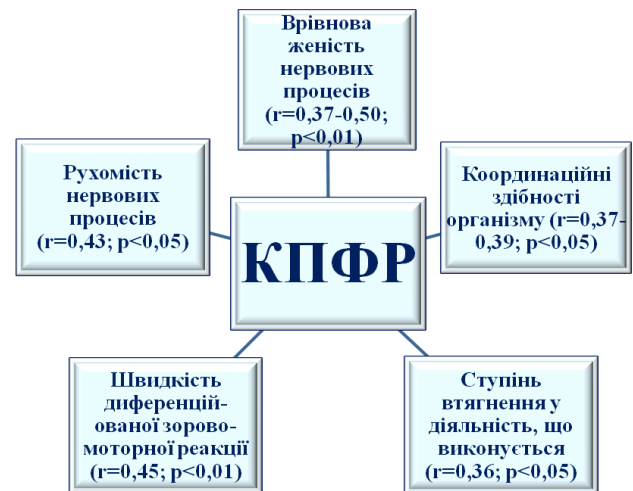 Врівнова
женість
нервових
процесів
(r=0,37-0,50;
p<0,01)
Рухомість
нервових
процесів
(r=0,43; p<0,05)
Координаційні
здібності
організму (r=0,37-
0,39; p<0,05)
КПФР
Швидкість
диференцій-
ованої зорово-
моторної реакції
(r=0,45; p<0,01)
Ступінь
втягнення у
діяльність, що
виконується
(r=0,36; p<0,05)